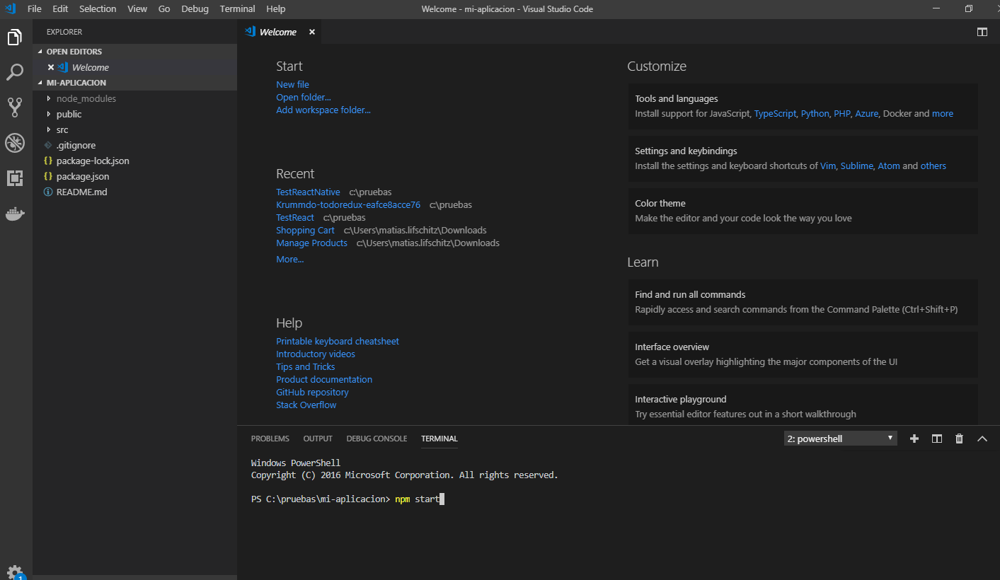 File Edit Selection View Go Debug Terminal Help
Welcome - mi-aplicacion - Visual Studio Code
EXPLORER
OPEN EDITORS
Welcome
MI-APLICACION
node_modules
public
src
.gitignore
package-lock.json
package.json
README.md
1
Welcome
Start
New file
Open folder...
Add workspace folder...
Recent
TestReactNative c:\pruebas
Krummdo-todoredux-eafce8acce76 c:\pruebas
TestReact c:\pruebas
Shopping Cart c:\Users\matias.lifschitz\Downloads
Manage Products c:\Users\matias.lifschitz\Downloads
More...
Help
Printable keyboard cheatsheet
Introductory videos
Tips and Tricks
Product documentation
GitHub repository
Stack Overflow
Customize
Tools and languages
Install support for JavaScript, TypeScript, Python, PHP, Azure, Docker and more
Settings and keybindings
Install the settings and keyboard shortcuts of Vim, Sublime, Atom and others
Color theme
Make the editor and your code look the way you love
Learn
Find and run all commands
Rapidly access and search commands from the Command Palette (Ctrl+Shift+P)
Interface overview
Get a visual overlay highlighting the major components of the UI
Interactive playground
Try essential editor features out in a short walkthrough
PROBLEMS OUTPUT DEBUG CONSOLE TERMINAL
2: powershell
Windows PowerShell
Copyright (C) 2016 Microsoft Corporation. All rights reserved.
PS C:\pruebas\mi-aplicacion> npm start